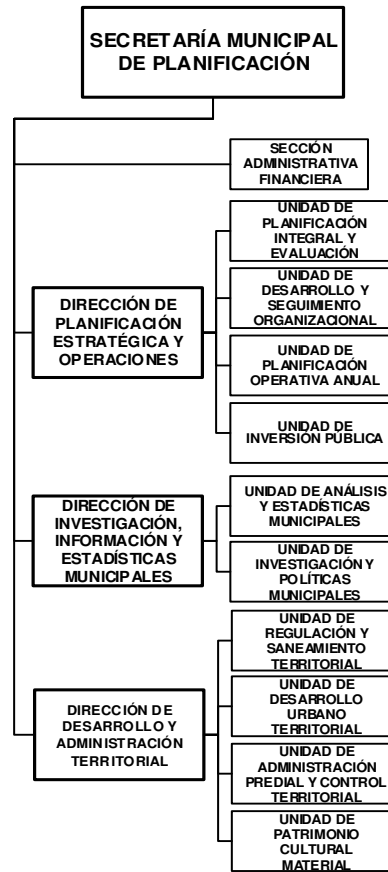 SECRETARÍA MUNICIPAL
DE PLANIFICACIÓN
SECCIÓN
ADMINISTRATIVA
FINANCIERA
DIRECCIÓN DE
PLANIFICACIÓN
ESTRATÉGICA Y
OPERACIONES
UNIDAD DE
PLANIFICACIÓN
INTEGRAL Y
EVALUACIÓN
UNIDAD DE
DESARROLLO Y
SEGUIMIENTO
ORGANIZACIONAL
UNIDAD DE
PLANIFICACIÓN
OPERATIVA ANUAL
UNIDAD DE
INVERSIÓN PÚBLICA
DIRECCIÓN DE
INVESTIGACIÓN,
INFORMACIÓN Y
ESTADÍSTICAS
MUNICIPALES
UNIDAD DE ANÁLISIS
Y ESTADÍSTICAS
MUNICIPALES
UNIDAD DE
INVESTIGACIÓN Y
POLÍTICAS
MUNICIPALES
DIRECCIÓN DE
DESARROLLO Y
ADMINISTRACIÓN
TERRITORIAL
UNIDAD DE
REGULACIÓN Y
SANEAMIENTO
TERRITORIAL
UNIDAD DE
DESARROLLO
URBANO
TERRITORIAL
UNIDAD DE
ADMINISTRACIÓN
PREDIAL Y CONTROL
TERRITORIAL
UNIDAD DE
PATRIMONIO
CULTURAL
MATERIAL